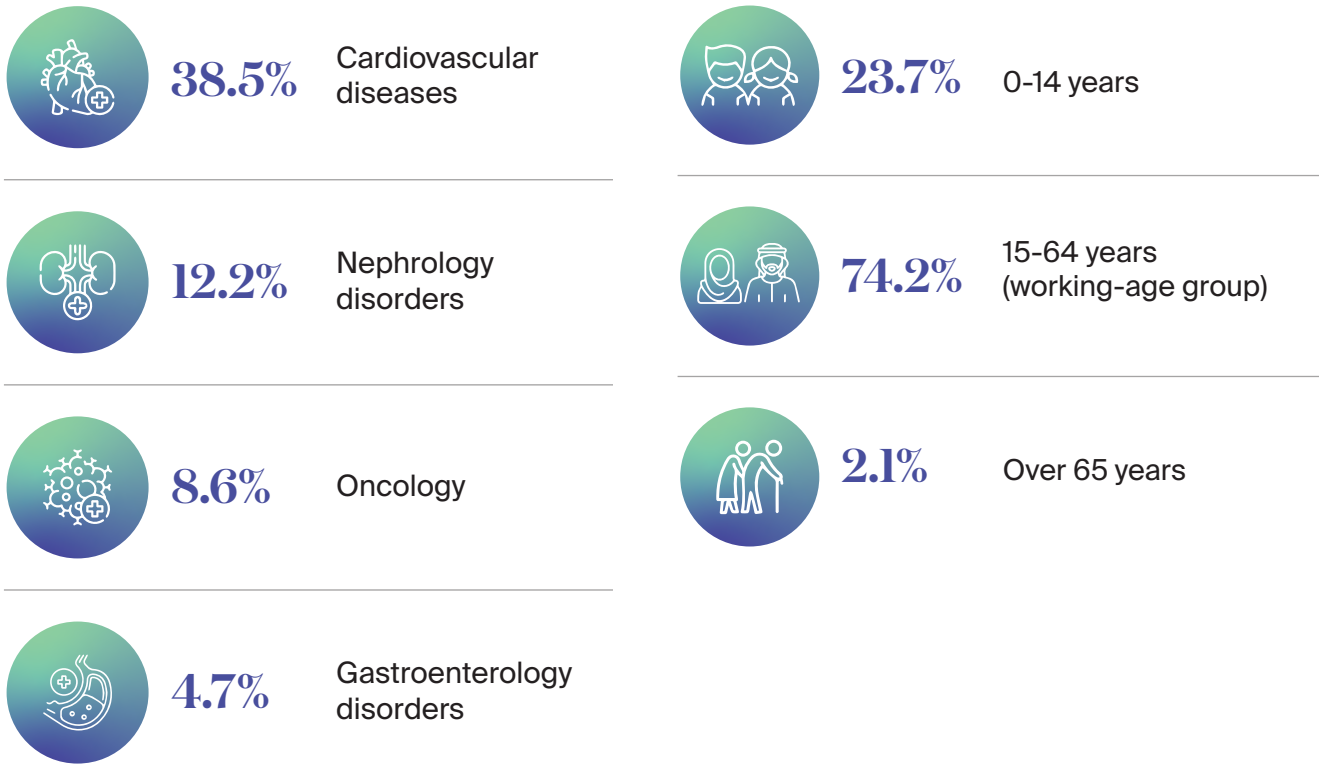 38.5%
Cardiovascular
diseases
12.2%
Nephrology
disorders
8.6%
Oncology
4.7%
Gastroenterology
disorders
23.7%
0-14 years
74.2%
15-64 years
(working-age group)
2.1%
Over 65 years